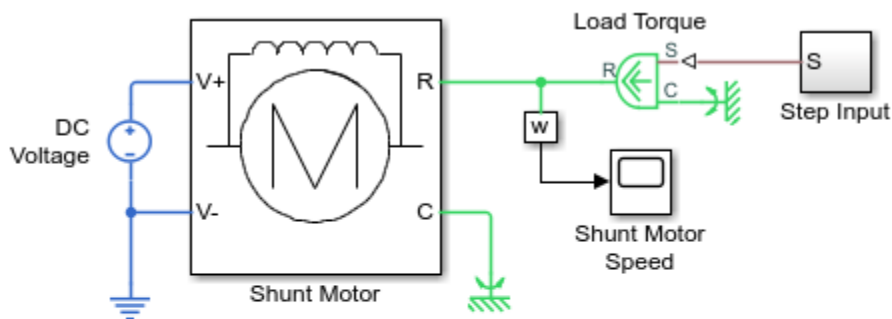 Load Torque
V+
R
R
S
C
S
Step Input
DC
Voltage
w
V-
C
Shunt Motor
Speed
Shunt Motor